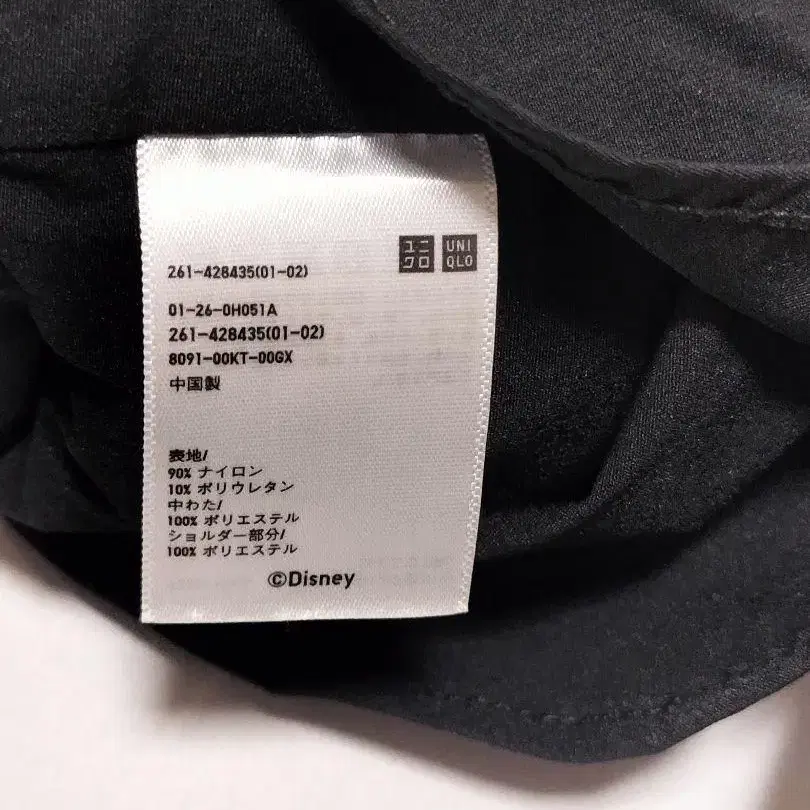 ユニ
クロ
UNI
QLO
261-428435(01-02)
01-26-0H051A
261-428435(01-02)
8091-00KT-00GX
中国製
表地/
90% ナイロン
10% ポリウレタン
中わた/
100% ポリエステル
ショルダー部分/
100% ポリエステル
©Disney